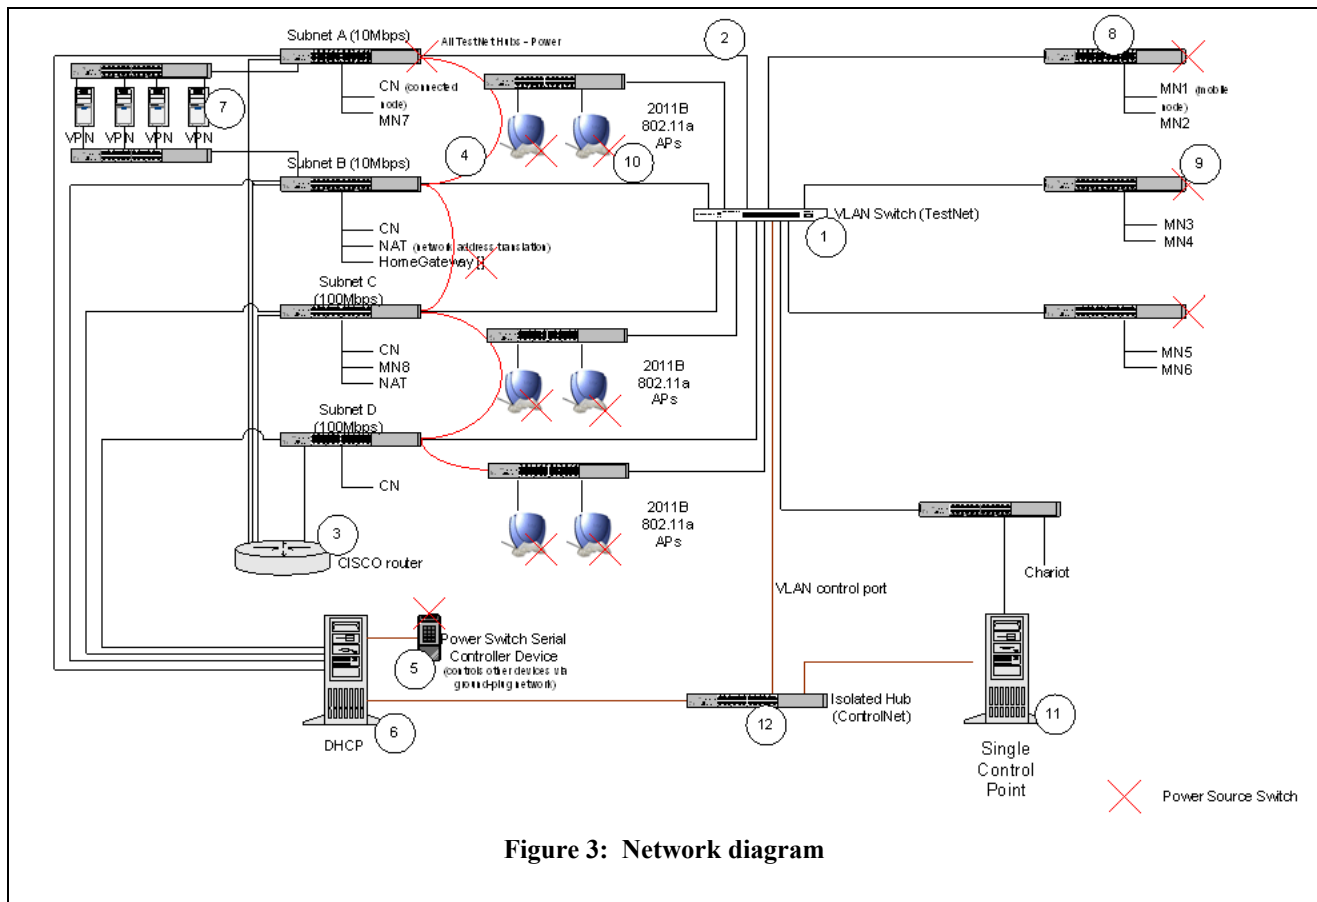 Subnet A (10Mbps)
All TestNet Hubs - Power
2
8
CN (connected
node)
MN7
2011B
802.11a
APs
MN1 (mobile
node)
MN2
7
VPN VPN VPN VPN
4
10
Subnet B (10Mbps)
9
VLAN Switch (TestNet)
1
CN
NAT (network address translation)
HomeGateway []
MN3
MN4
Subnet C
(100Mbps)
CN
MN8
NAT
2011B
802.11a
APs
MN5
MN6
Subnet D
(100Mbps)
CN
2011B
802.11a
APs
3
CISCO router
Chariot
VLAN control port
Power Switch Serial
Controller Device
(controls other devices via
ground-plug network)
5
6
DHCP
Isolated Hub
(ControlNet)
12
11
Single
Control
Point
Power Source Switch
Figure 3: Network diagram